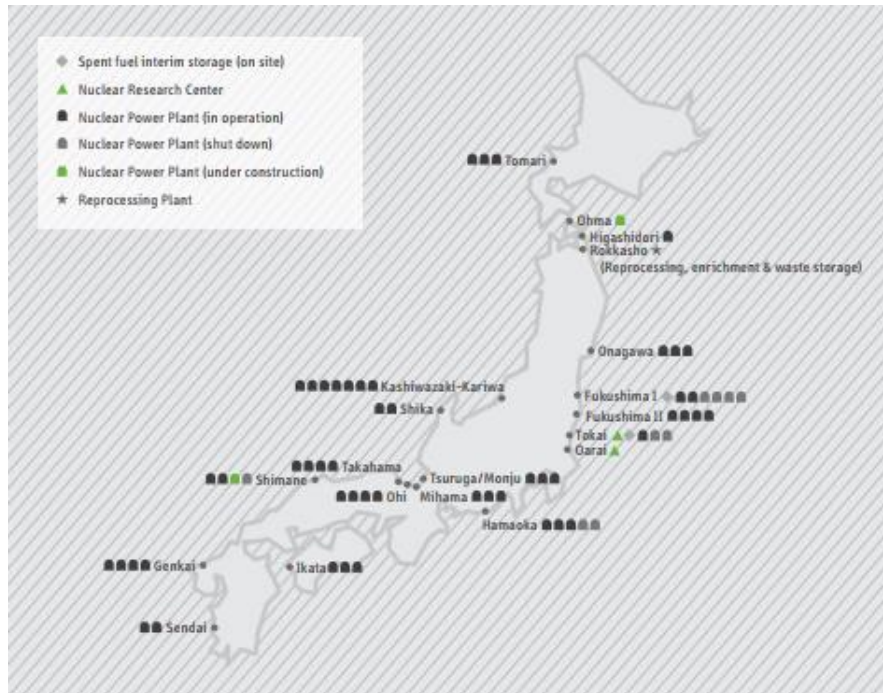 Spent fuel interim storage (on site)
Nuclear Research Center
Nuclear Power Plant (in operation)
Nuclear Power Plant (shut down)
Nuclear Power Plant (under construction)
Reprocessing Plant
Tomari
Ohma
Higashidori
Rokkasho
(Reprocessing, enrichment & waste storage)
Onagawa
Kashiwazaki-Kariwa
Fukushima I
Shika
Fukushima II
Tokai
Oarai
Takahama
Shimane
Tsuruga/Monju
Ohi
Mihama
Hamaoka
Genkai
Ikata
Sendai